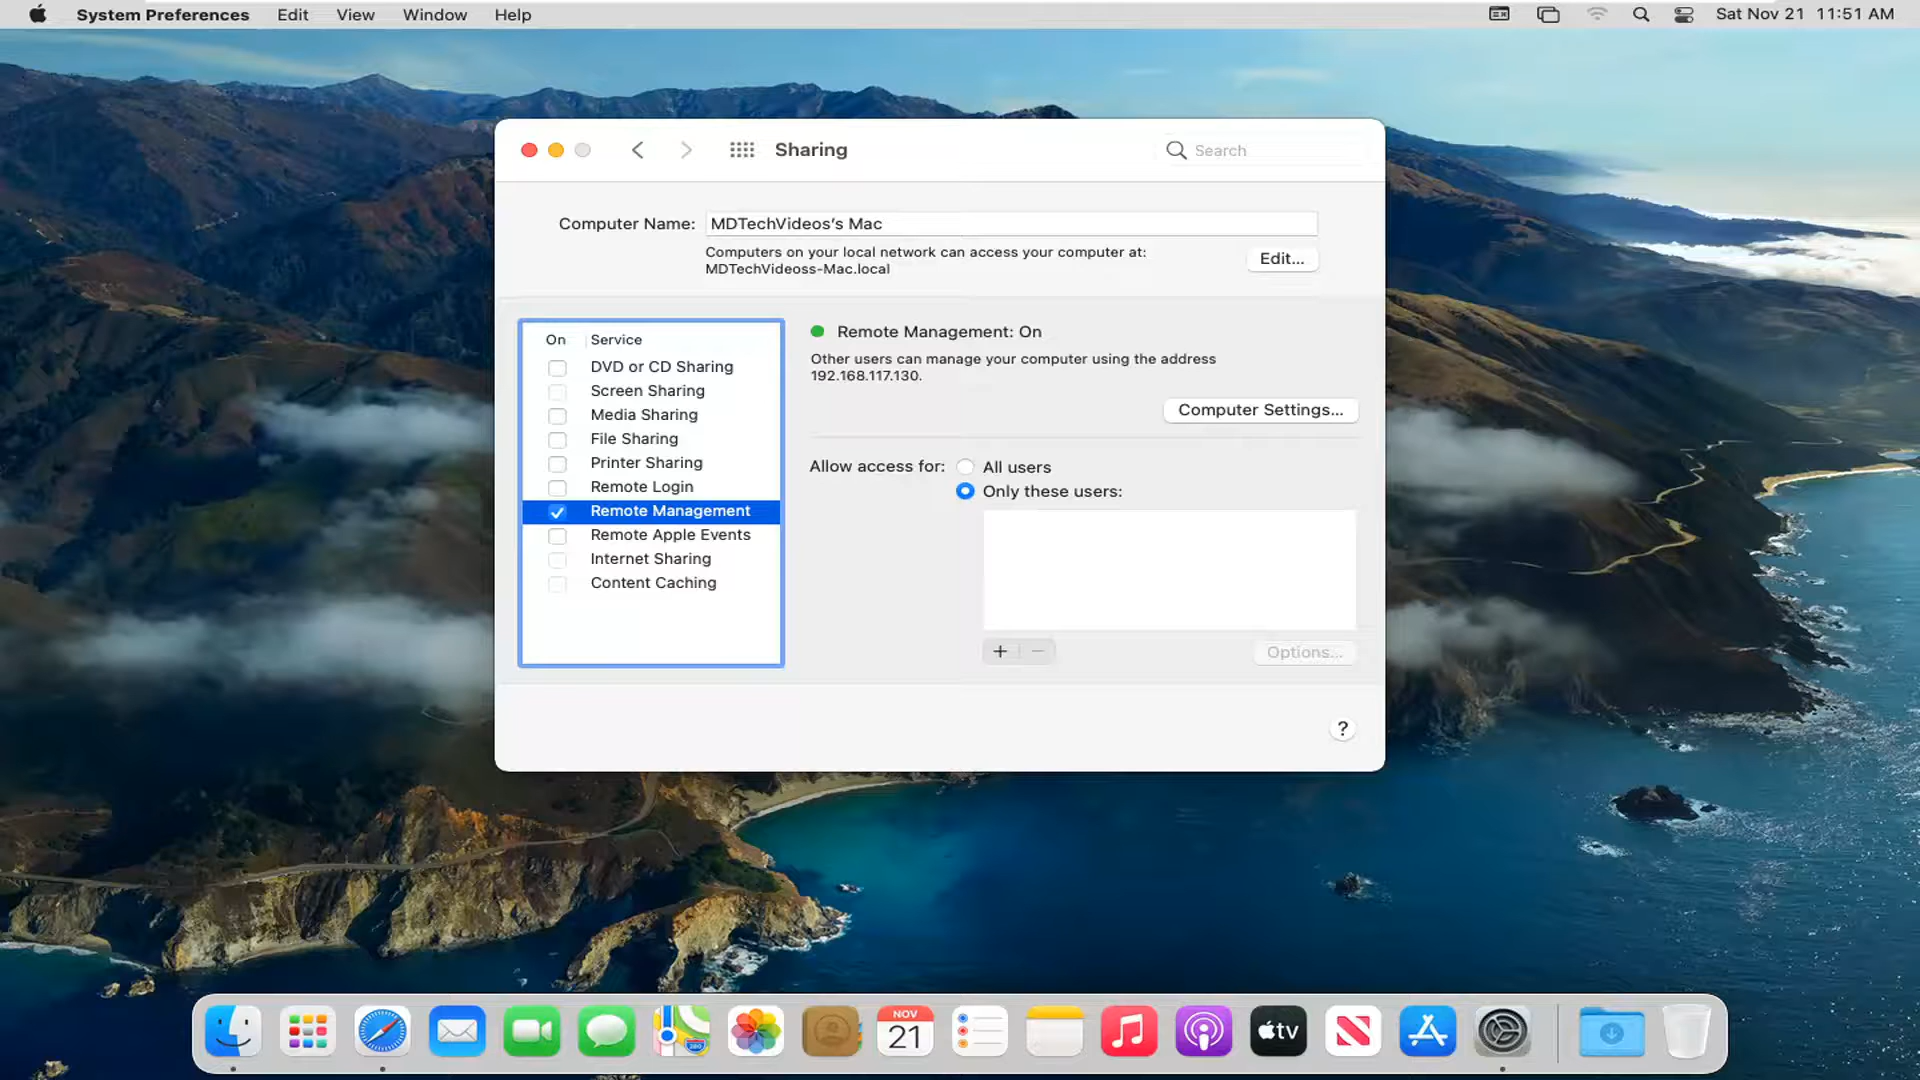 System Preferences Edit View Window Help Sat Nov 21 11:51 AM
Sharing
Search
Computer Name: MDTechVideos's Mac
Computers on your local network can access your computer at:
MDTechVideoss-Mac.local
Edit...
On Service
DVD or CD Sharing
Screen Sharing
Media Sharing
File Sharing
Printer Sharing
Remote Login
Remote Management
Remote Apple Events
Internet Sharing
Content Caching
Remote Management: On
Other users can manage your computer using the address
192.168.117.130.
Computer Settings...
Allow access for: All users
Only these users:
+ −
Options...
?
NOV
21
tv
280